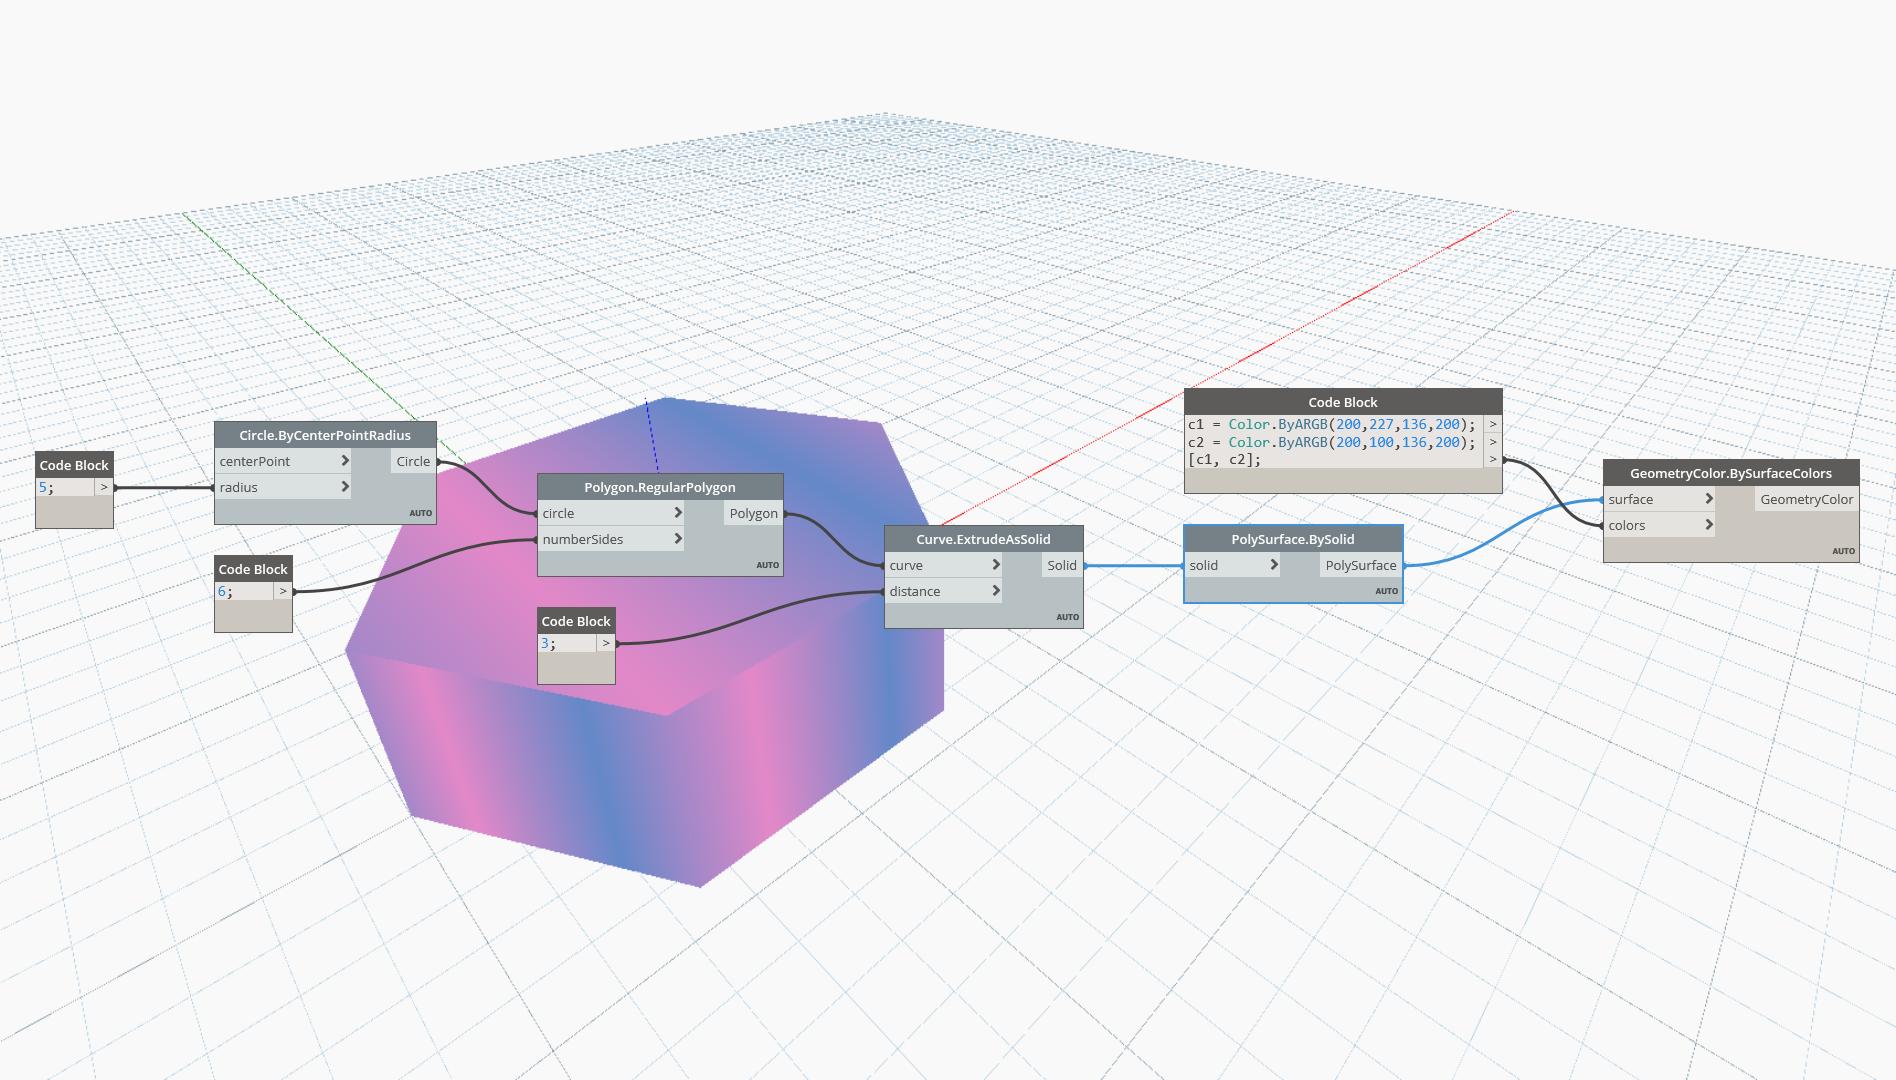 Code Block
5;
>
Circle.ByCenterPointRadius
centerPoint > Circle
radius >
AUTO
Code Block
6;
>
Polygon.RegularPolygon
circle > Polygon
numberSides >
AUTO
Code Block
3;
>
Curve.ExtrudeAsSolid
curve > Solid
distance >
AUTO
Code Block
c1 = Color.ByARGB(200,227,136,200); >
c2 = Color.ByARGB(200,100,136,200); >
[c1, c2]; >
PolySurface.BySolid
solid > PolySurface
AUTO
GeometryColor.BySurfaceColors
surface > GeometryColor
colors >
AUTO